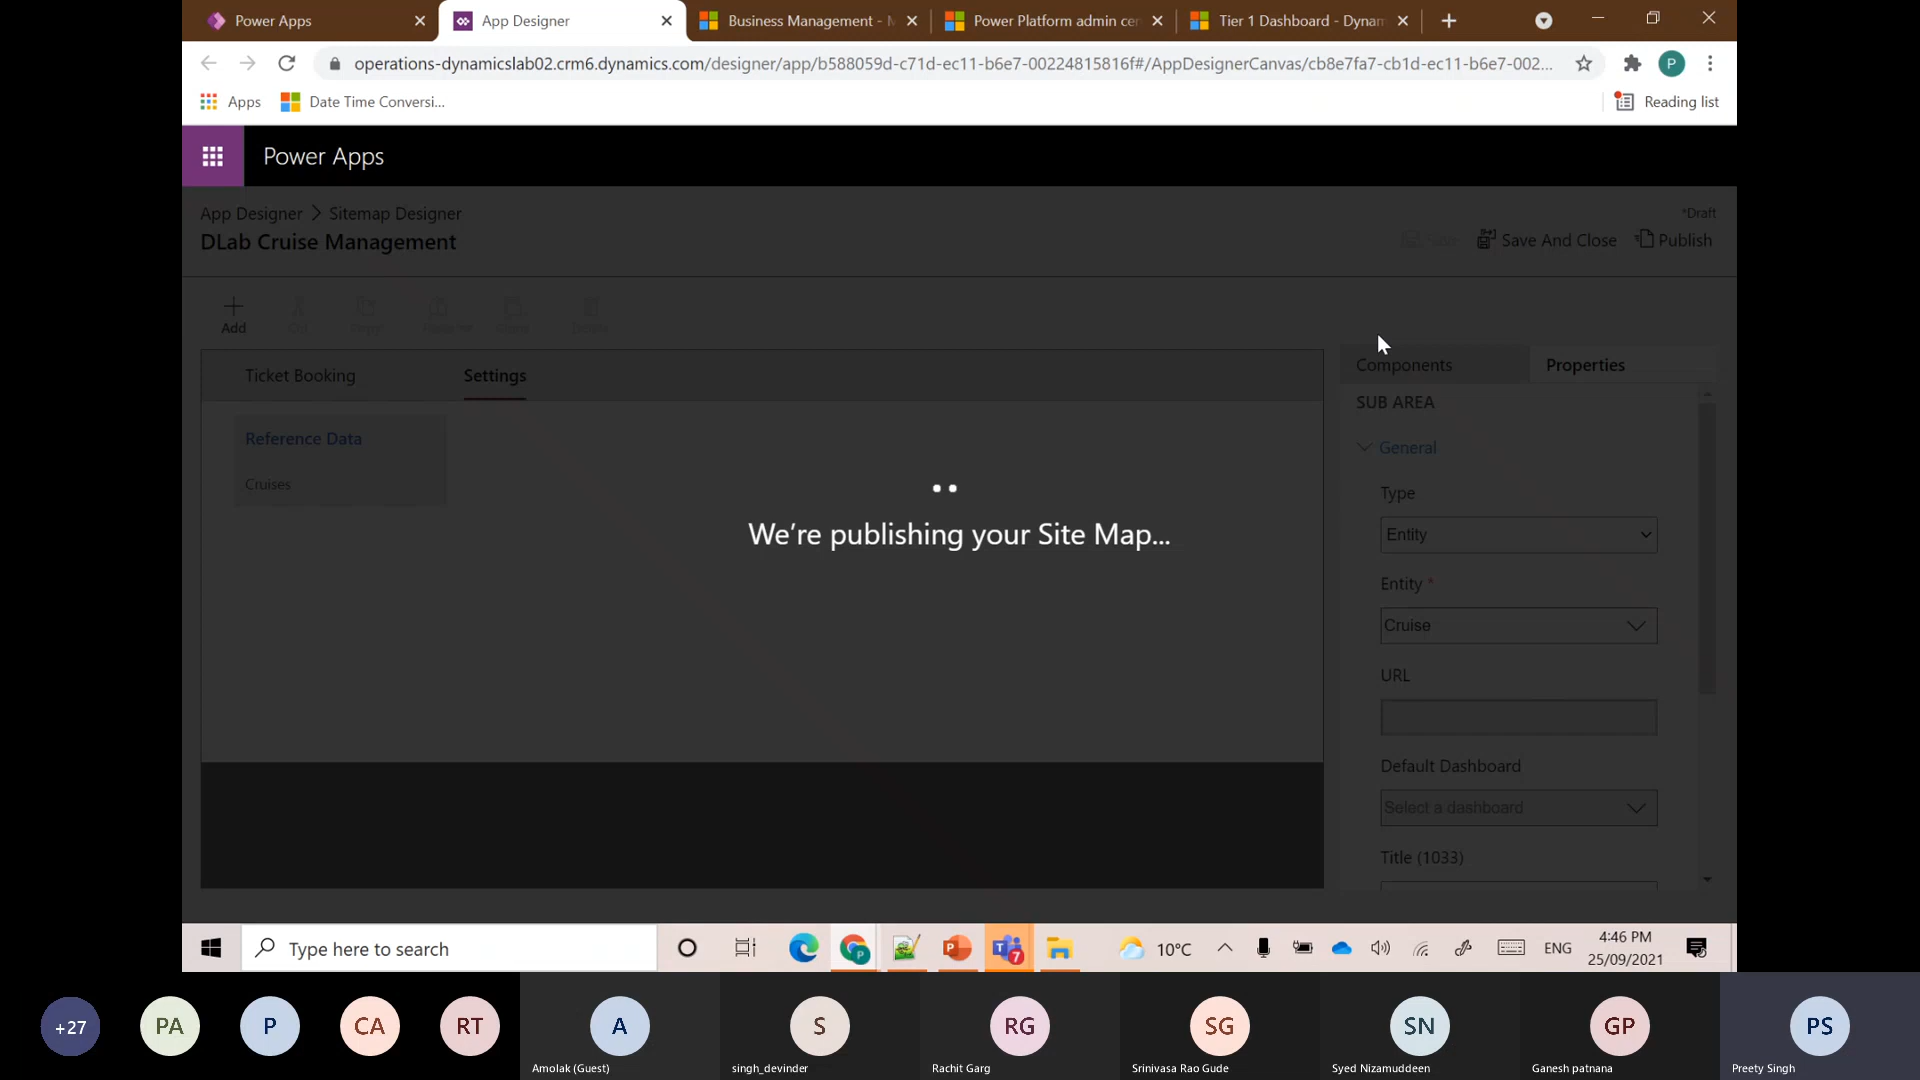 Power Apps
App Designer
Business Management -
Power Platform admin cen
Tier 1 Dashboard - Dynam
operations-dynamicslab02.crm6.dynamics.com/designer/app/b588059d-c71d-ec11-b6e7-00224815816f#/AppDesignerCanvas/cb8e7fa7-cb1d-ec11-b6e7-002...
P
Apps
Date Time Conversi...
Reading list
Power Apps
App Designer > Sitemap Designer
*Draft
DLab Cruise Management
Save
Save And Close
Publish
Add
Cut
Copy
Delete
Ticket Booking
Settings
Components
Properties
Reference Data
Cruises
SUB AREA
General
Type
Entity
Entity *
Cruise
URL
Default Dashboard
Select a dashboard
Title (1033)
We're publishing your Site Map...
Type here to search
P
7
10°C
ENG
4:46 PM
25/09/2021
+27
PA
P
CA
RT
A
S
RG
SG
SN
GP
PS
Amolak (Guest)
singh_devinder
Rachit Garg
Srinivasa Rao Gude
Syed Nizamuddeen
Ganesh patnana
Preety Singh